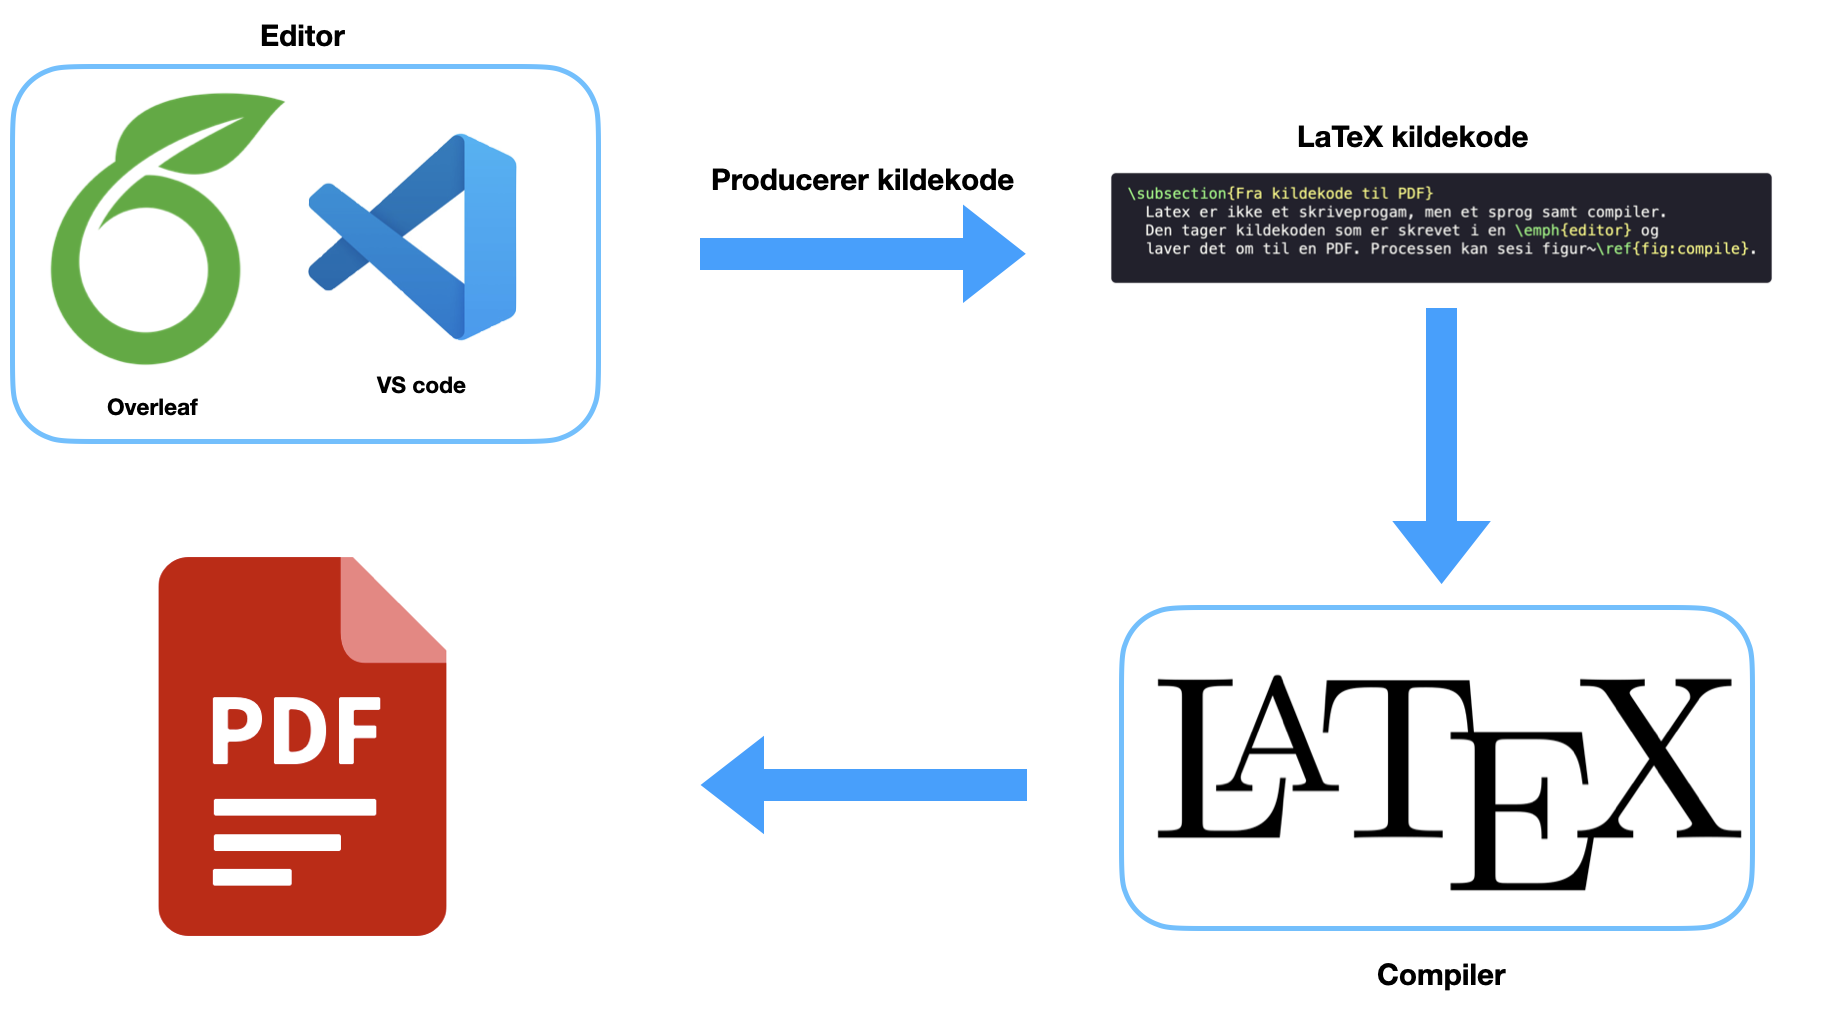 Editor
Overleaf
VS code
Producerer kildekode
LaTeX kildekode
\subsection{Fra kildekode til PDF}
Latex er ikke et skriveprogam, men et sprog samt compiler.
Den tager kildekoden som er skrevet i en \emph{editor} og
laver det om til en PDF. Processen kan sesi figur~\ref{fig:compile}.
LATEX
Compiler
PDF